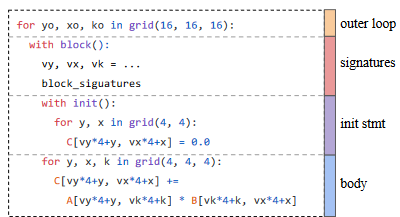 for yo, xo, ko in grid(16, 16, 16):
outer loop
with block():
signatures
vy, vx, vk = ...
block_siguatures
with init():
init stmt
for y, x in grid(4, 4):
C[vy*4+y, vx*4+x] = 0.0
for y, x, k in grid(4, 4, 4):
body
C[vy*4+y, vx*4+x] +=
A[vy*4+y, vk*4+k] * B[vk*4+k, vx*4+x]